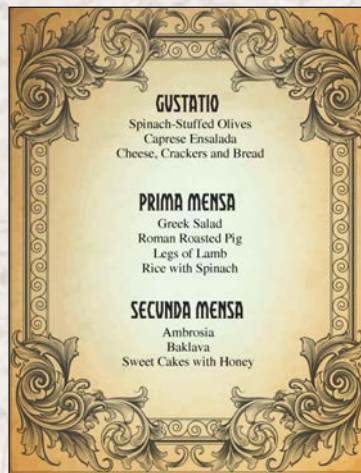 GUSTATIO
Spinach-Stuffed Olives
Caprese Ensalada
Cheese, Crackers and Bread
PRIMA MENSA
Greek Salad
Roman Roasted Pig
Legs of Lamb
Rice with Spinach
SECUNDA MENSA
Ambrosia
Baklava
Sweet Cakes with Honey